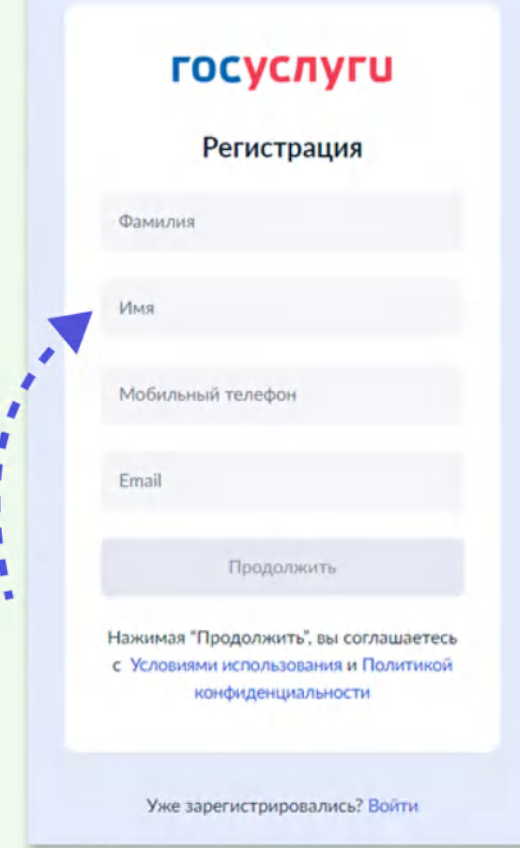 госуслуги
Регистрация
Фамилия
Имя
Мобильный телефон
Email
Продолжить
Нажимая "Продолжить", вы соглашаетесь
с Условиями использования и Политикой
конфиденциальности
Уже зарегистрировались? Войти